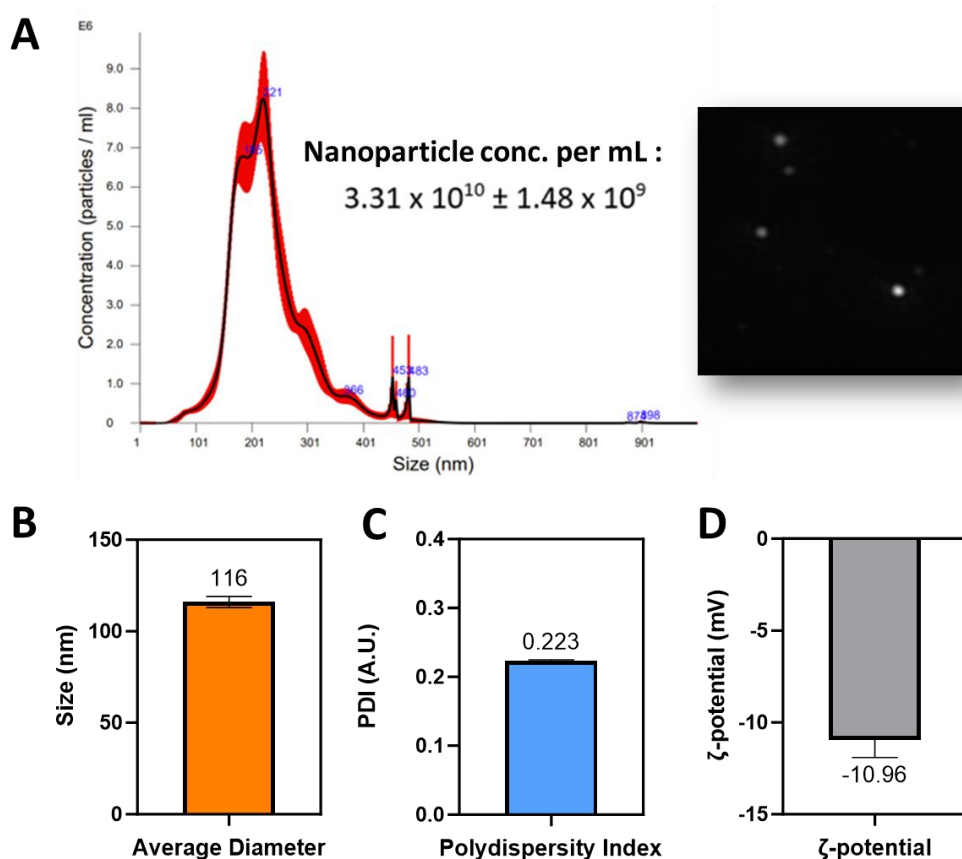 A
E6
9.0
8.0
7.0
6.0
5.0
4.0
3.0
2.0
1.0
0
Concentration (particles / ml)
221
185
366
453
460
483
898
1
101
201
301
401
501
601
701
801
901
Size (nm)
Nanoparticle conc. per mL :
3.31 x 10¹⁰ ± 1.48 x 10⁹
B
150
100
50
0
Size (nm)
116
Average Diameter
C
0.4
0.3
0.2
0.1
0.0
PDI (A.U.)
0.223
Polydispersity Index
D
0
-5
-10
-15
ζ-potential (mV)
-10.96
ζ-potential